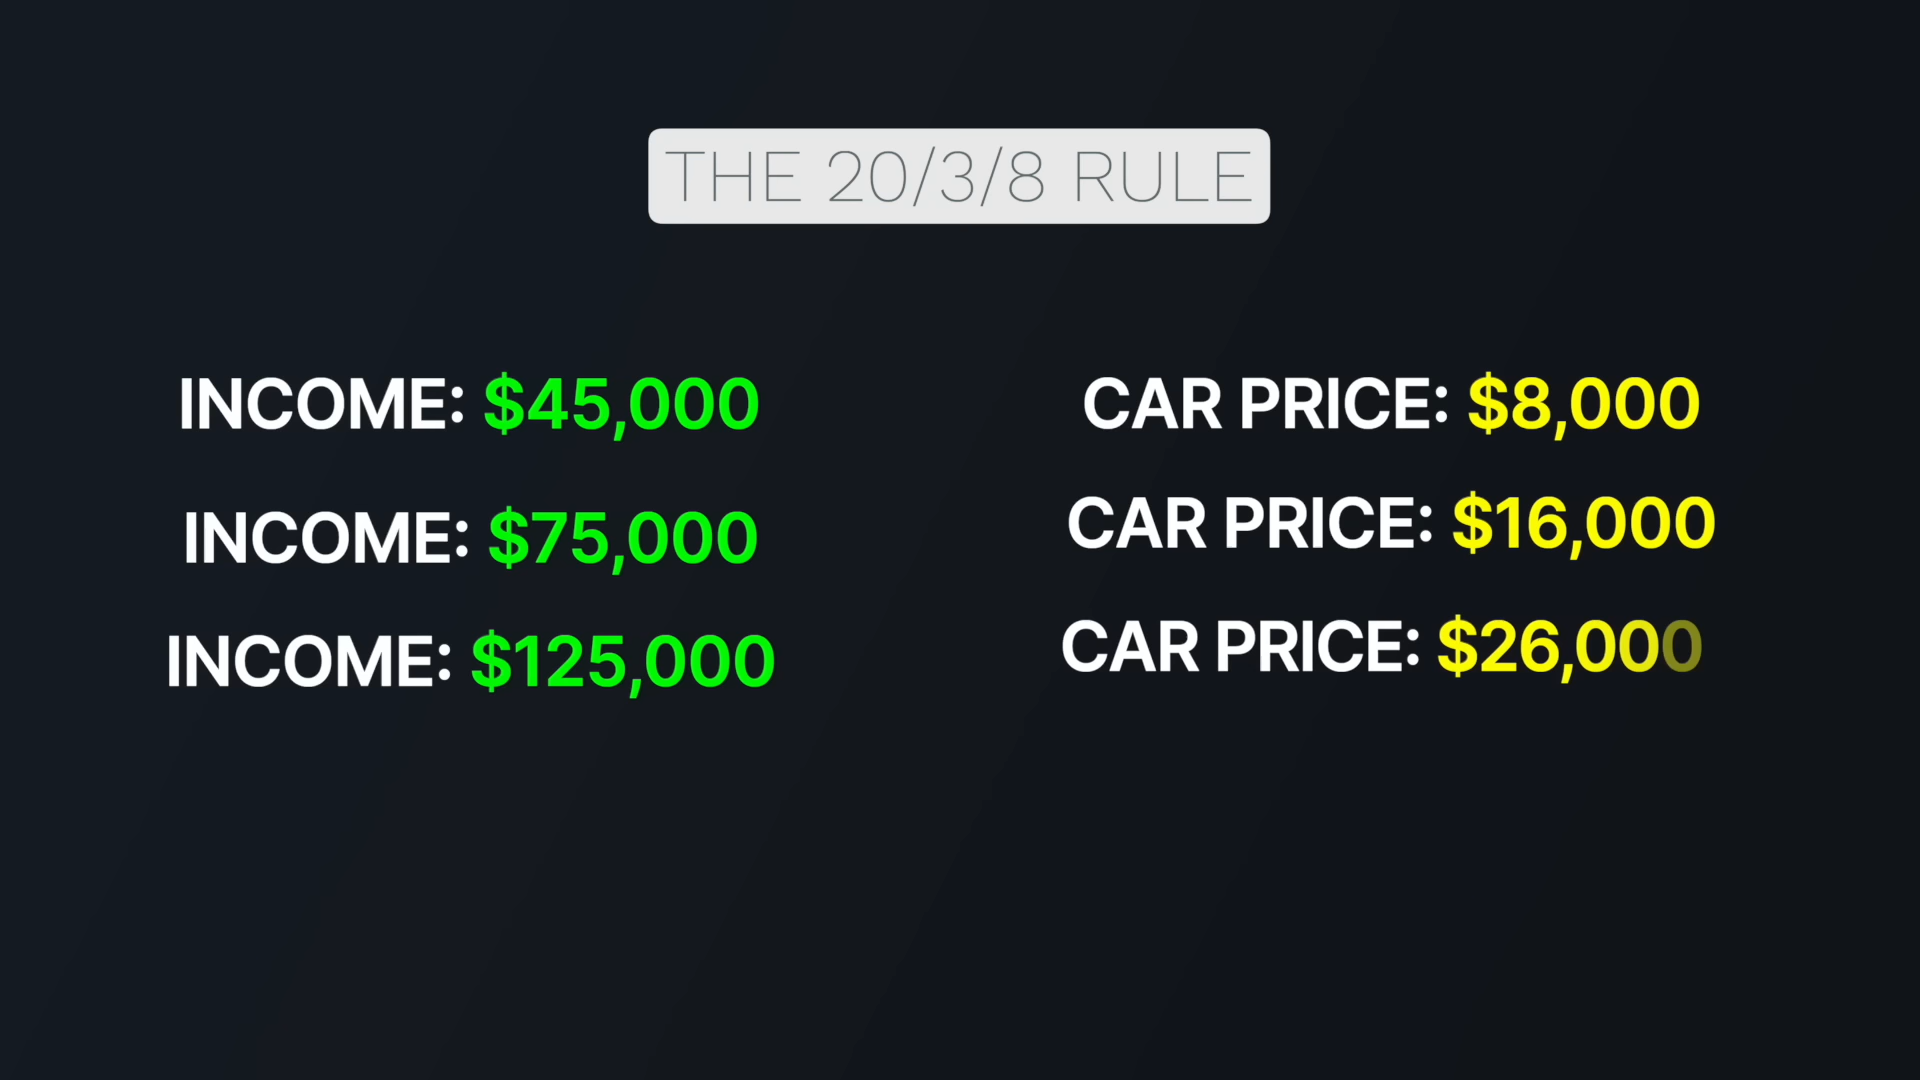 THE 20/3/8 RULE
INCOME: $45,000
CAR PRICE: $8,000
INCOME: $75,000
CAR PRICE: $16,000
INCOME: $125,000
CAR PRICE: $26,000